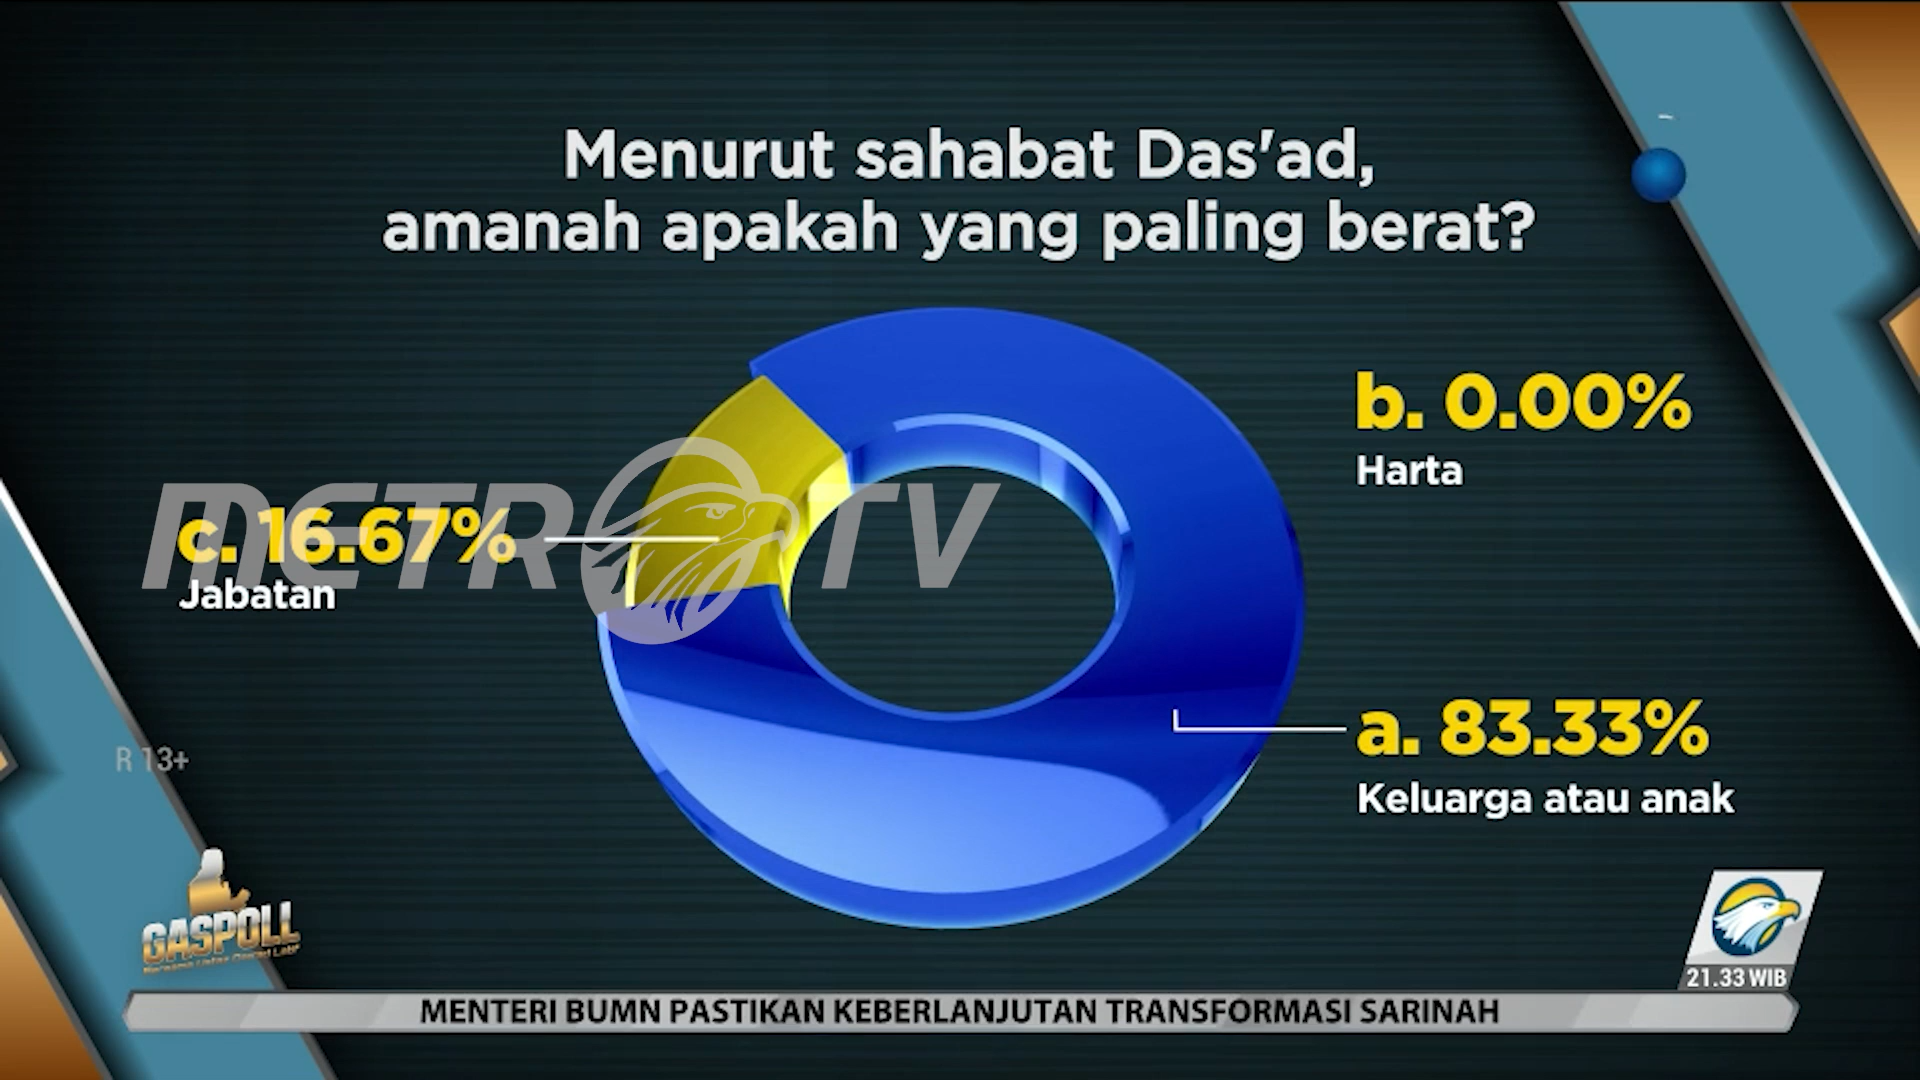 Menurut sahabat Das'ad,
amanah apakah yang paling berat?
b. 0.00%
Harta
METRO TV
c. 16.67%
Jabatan
a. 83.33%
Keluarga atau anak
R 13+
GASPOLL
21.33 WIB
MENTERI BUMN PASTIKAN KEBERLANJUTAN TRANSFORMASI SARINAH